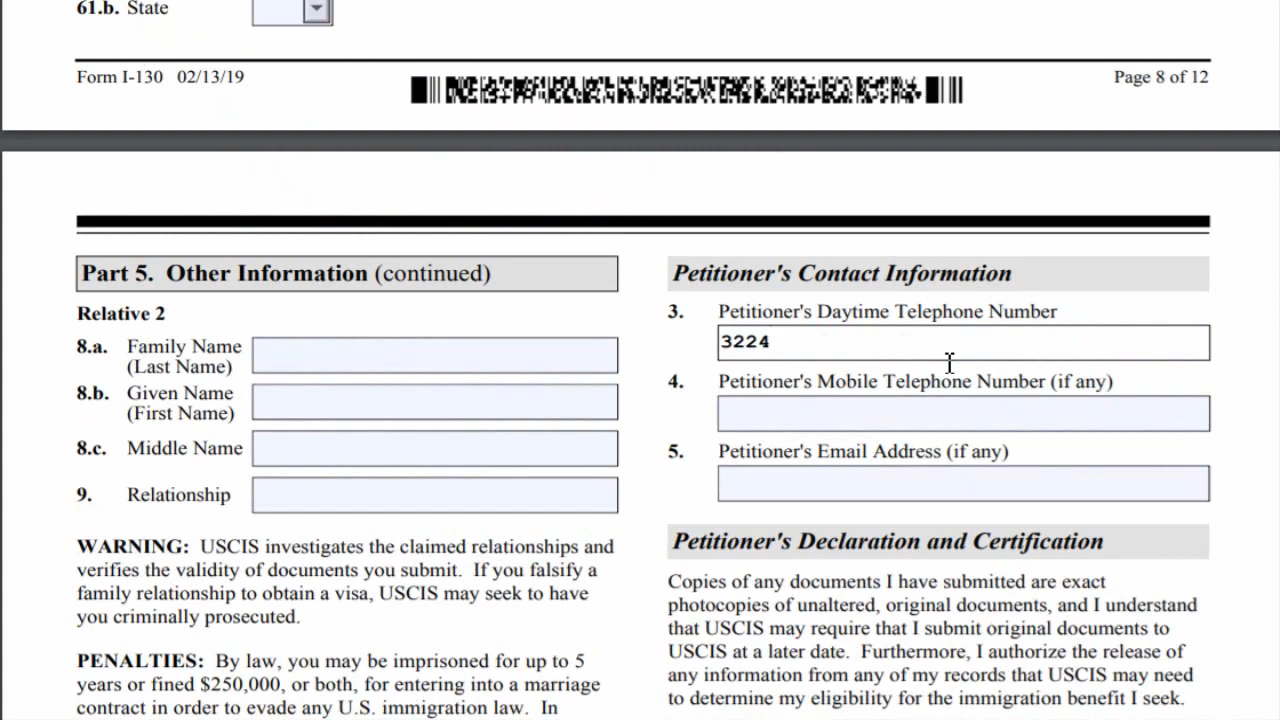 61.b. State
Form I-130 02/13/19
Page 8 of 12
Part 5. Other Information (continued)
Relative 2
8.a. Family Name
(Last Name)
8.b. Given Name
(First Name)
8.c. Middle Name
9. Relationship
WARNING: USCIS investigates the claimed relationships and
verifies the validity of documents you submit. If you falsify a
family relationship to obtain a visa, USCIS may seek to have
you criminally prosecuted.
PENALTIES: By law, you may be imprisoned for up to 5
years or fined $250,000, or both, for entering into a marriage
contract in order to evade any U.S. immigration law. In
Petitioner's Contact Information
3. Petitioner's Daytime Telephone Number
3224
4. Petitioner's Mobile Telephone Number (if any)
5. Petitioner's Email Address (if any)
Petitioner's Declaration and Certification
Copies of any documents I have submitted are exact
photocopies of unaltered, original documents, and I understand
that USCIS may require that I submit original documents to
USCIS at a later date. Furthermore, I authorize the release of
any information from any of my records that USCIS may need
to determine my eligibility for the immigration benefit I seek.